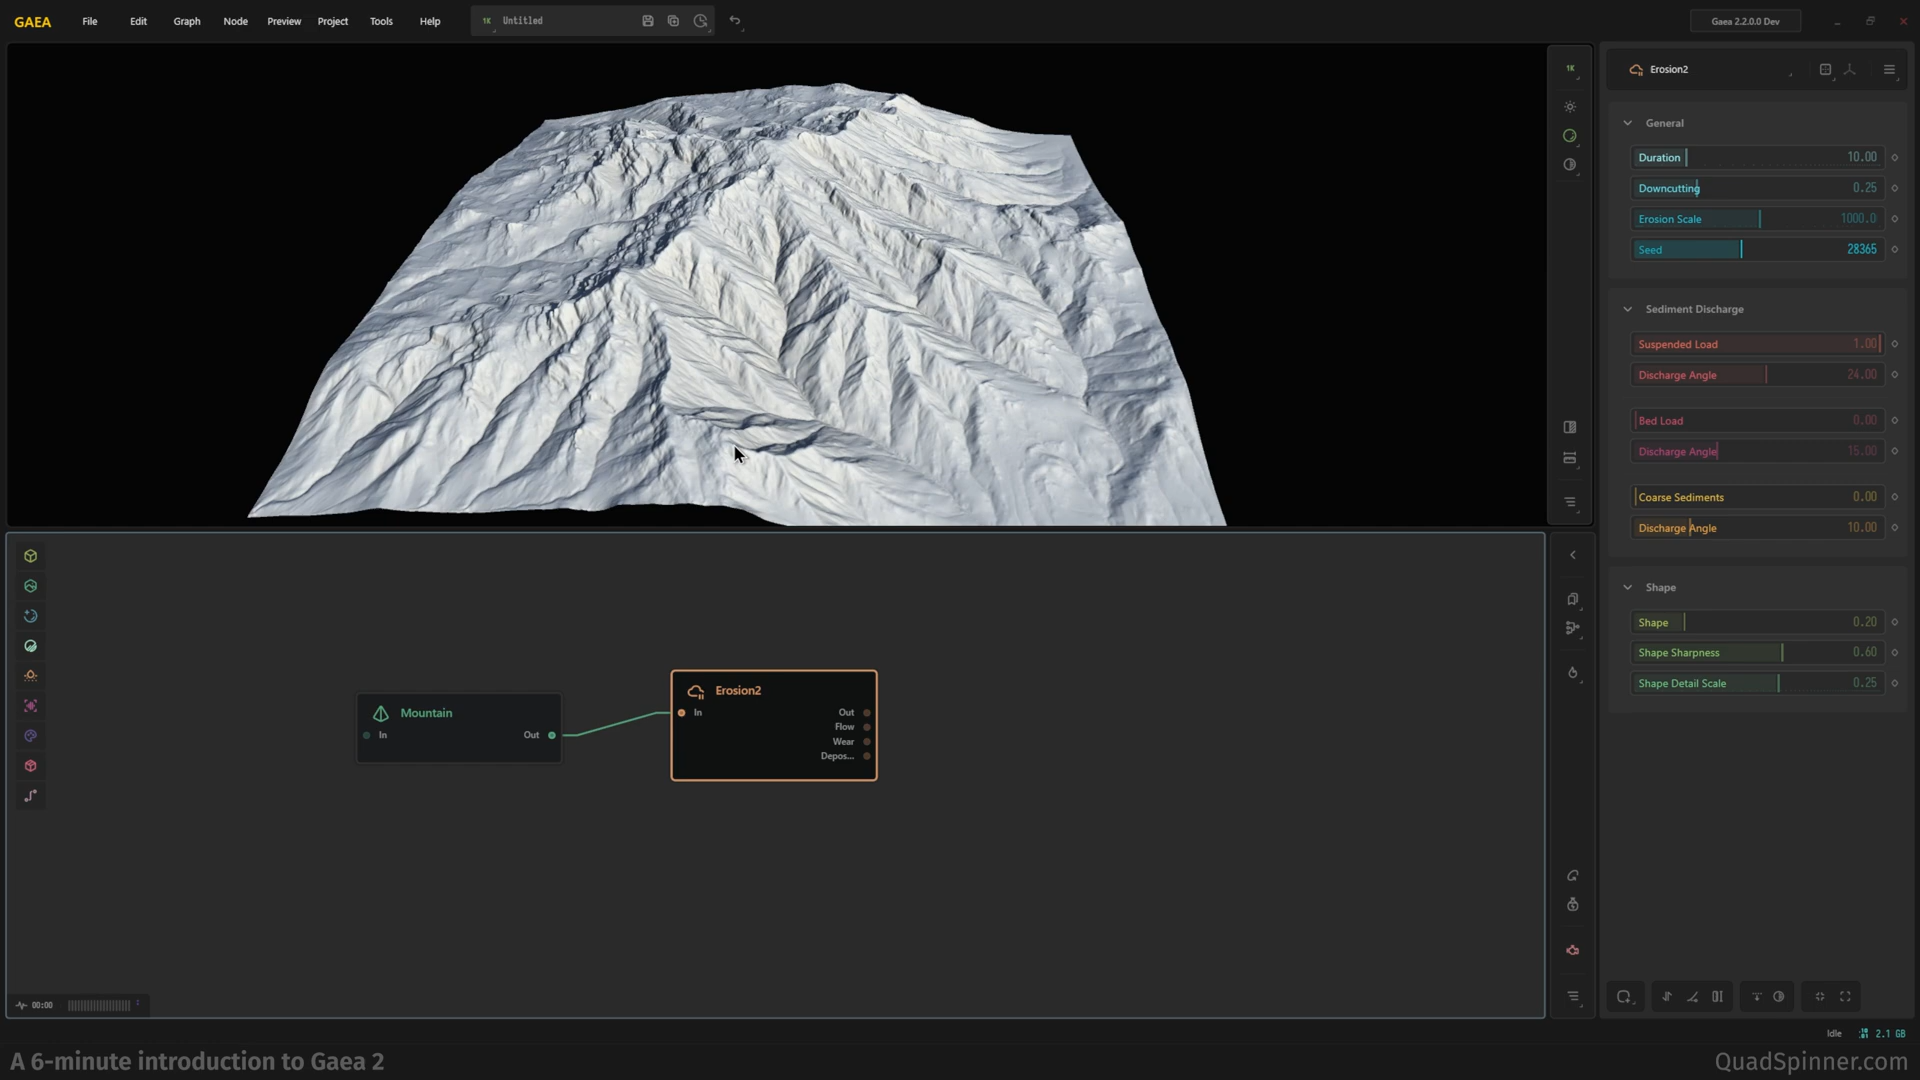 GAEA
File
Edit
Graph
Node
Preview
Project
Tools
Help
1K
Untitled
Gaea 2.2.0.0 Dev
1K
Erosion2
General
Duration 10.00
Downcutting 0.25
Erosion Scale 1000.0
Seed 28365
Sediment Discharge
Suspended Load 1.00
Discharge Angle 24.00
Bed Load 0.00
Discharge Angle 15.00
Coarse Sediments 0.00
Discharge Angle 10.00
Shape
Shape 0.20
Shape Sharpness 0.60
Shape Detail Scale 0.25
Mountain
In Out
Erosion2
In Out
Flow
Wear
Depos...
00:00
Idle 2.1 GB
A 6-minute introduction to Gaea 2
QuadSpinner.com